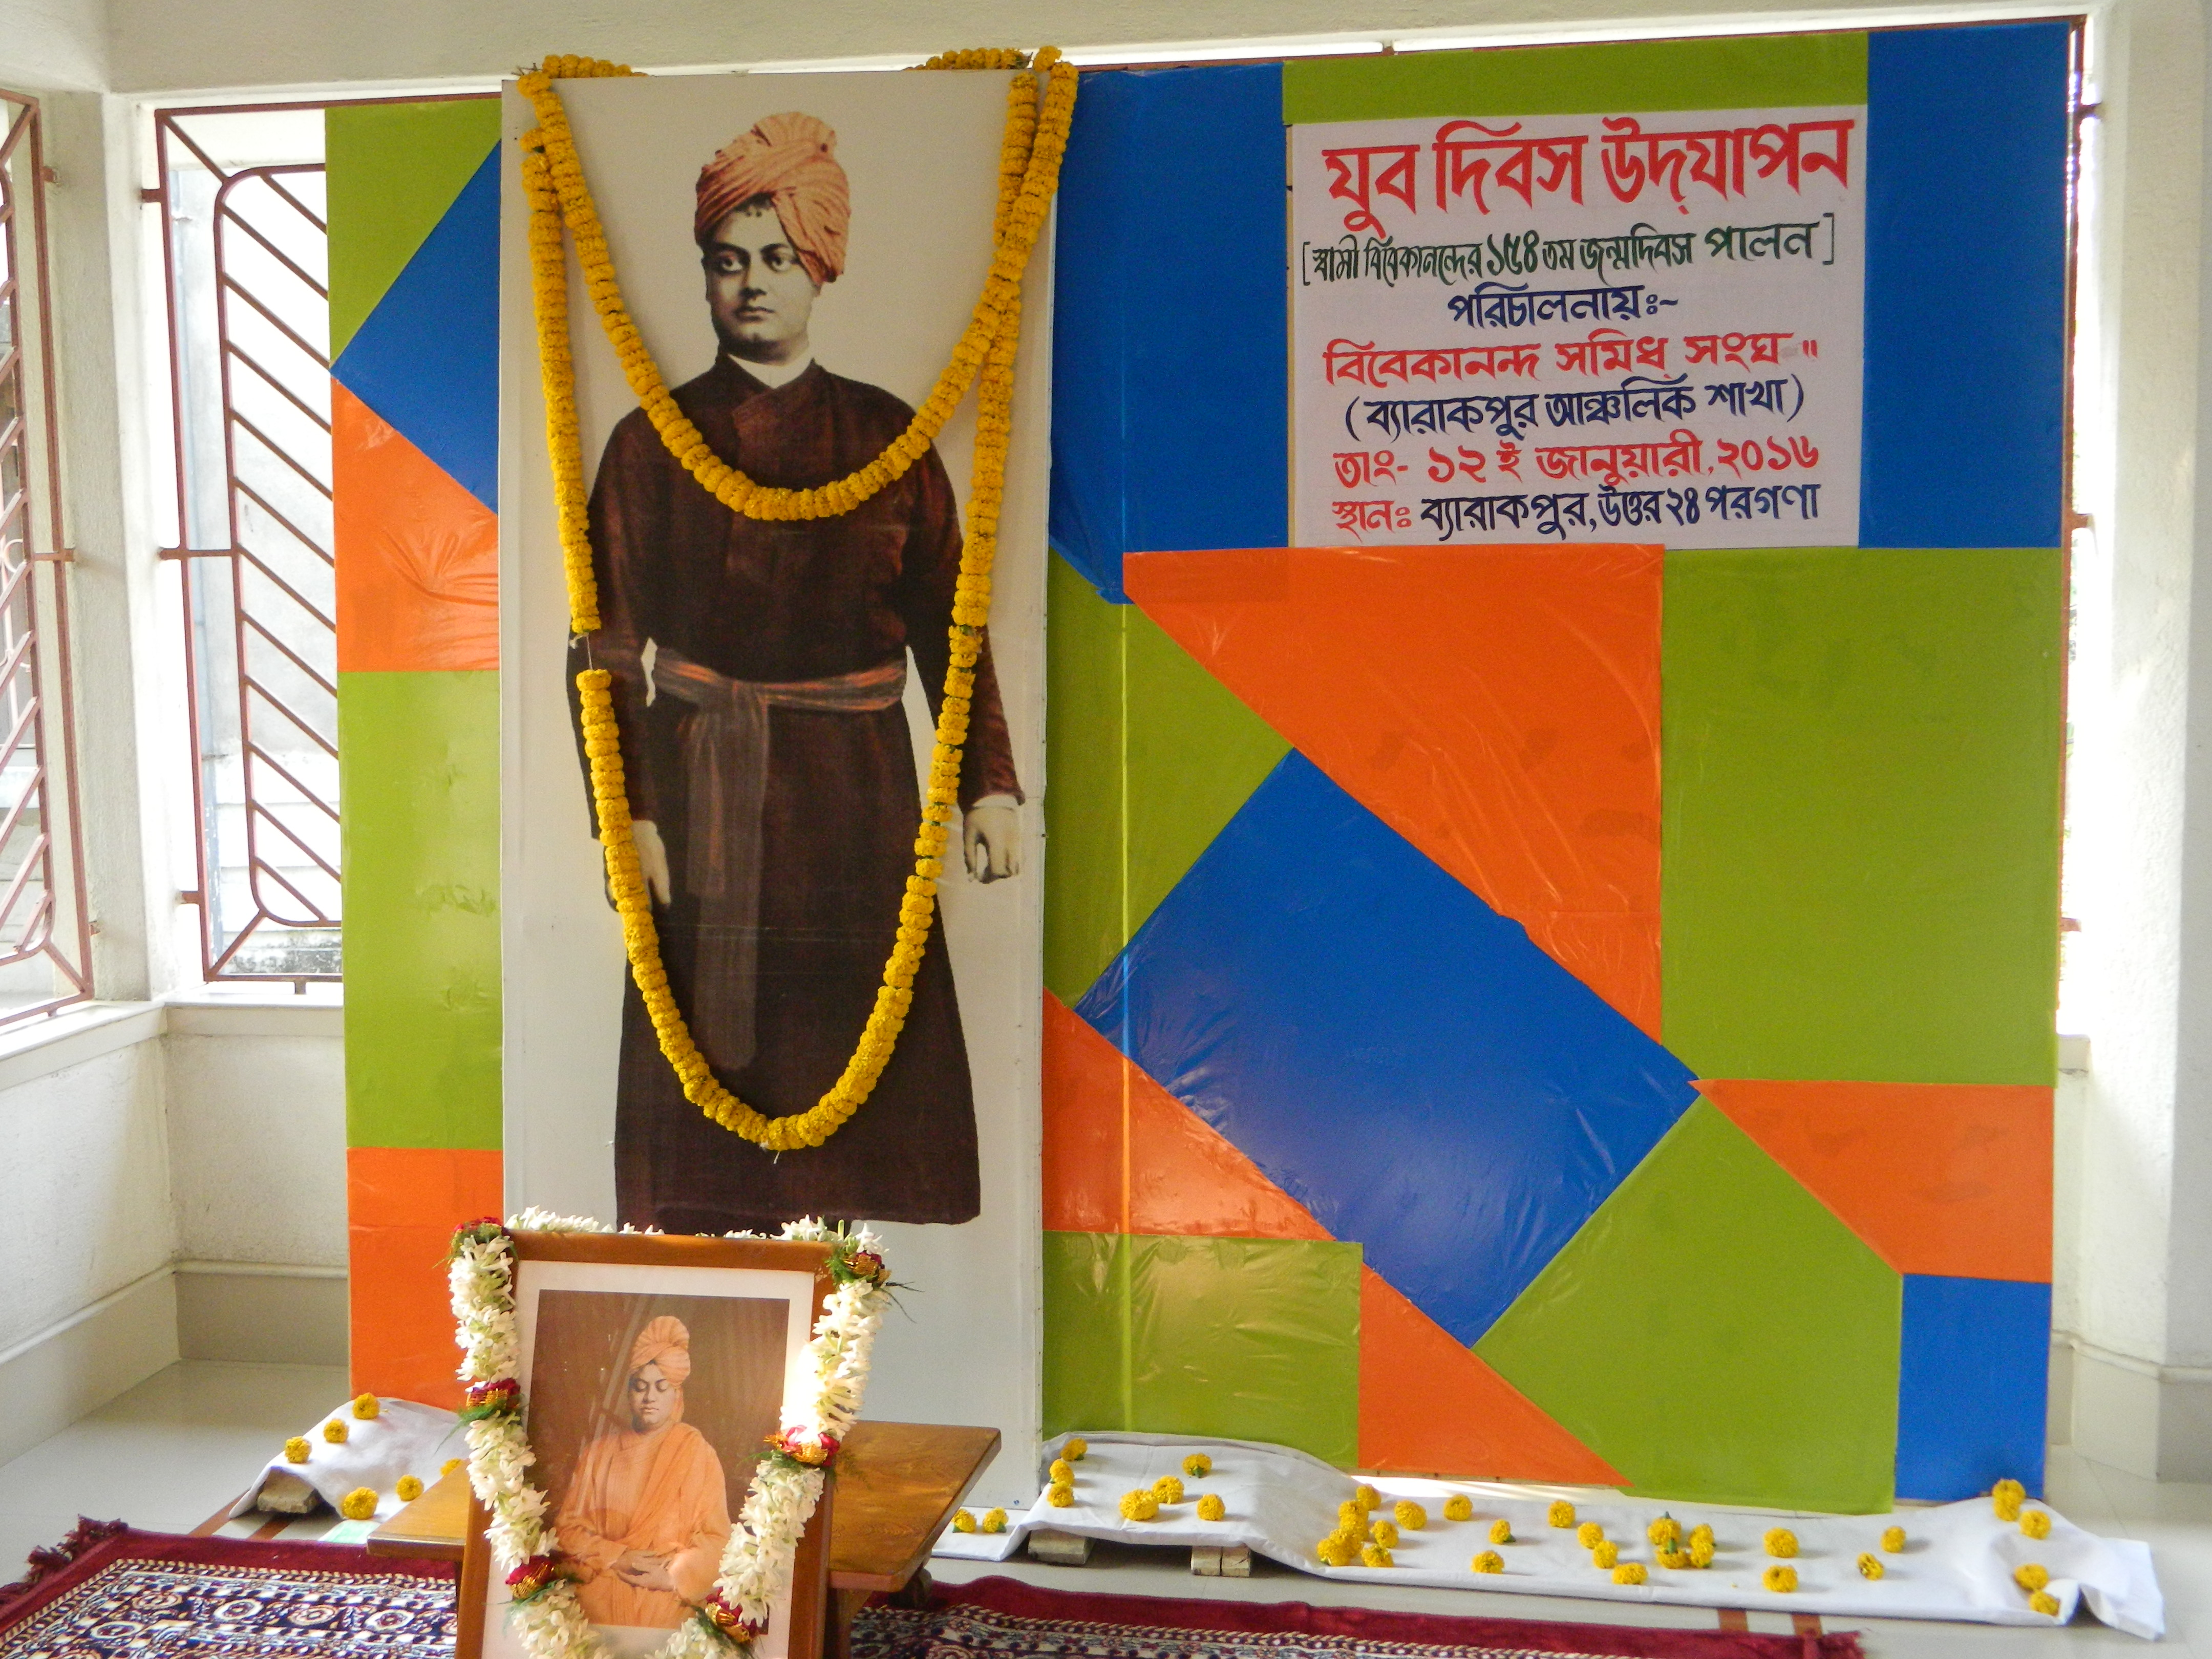 যুব দিবস উদ্‌যাপন
[স্বামী বিবেকানন্দের ১৫৪ তম জন্মদিবস পালন]
পরিচালনায়ঃ-
বিবেকানন্দ সমিধ্ সংঘ "
(ব্যারাকপুর আঞ্চলিক শাখা)
তাং- ১২ ই জানুয়ারী, ২০১৬
স্থানঃ ব্যারাকপুর, উত্তর ২৪ পরগণা